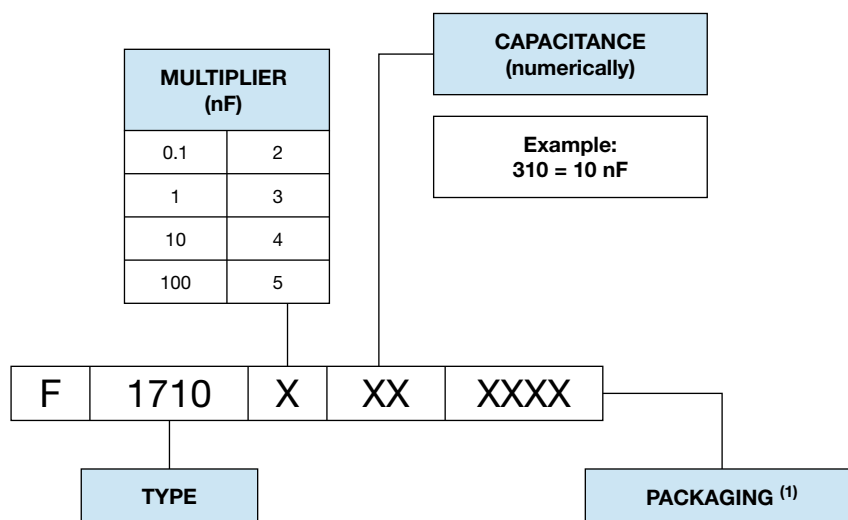 CAPACITANCE
(numerically)
MULTIPLIER
(nF)
0.1 2
1 3
10 4
100 5
Example:
310 = 10 nF
F 1710 X XX XXXX
TYPE
PACKAGING (1)